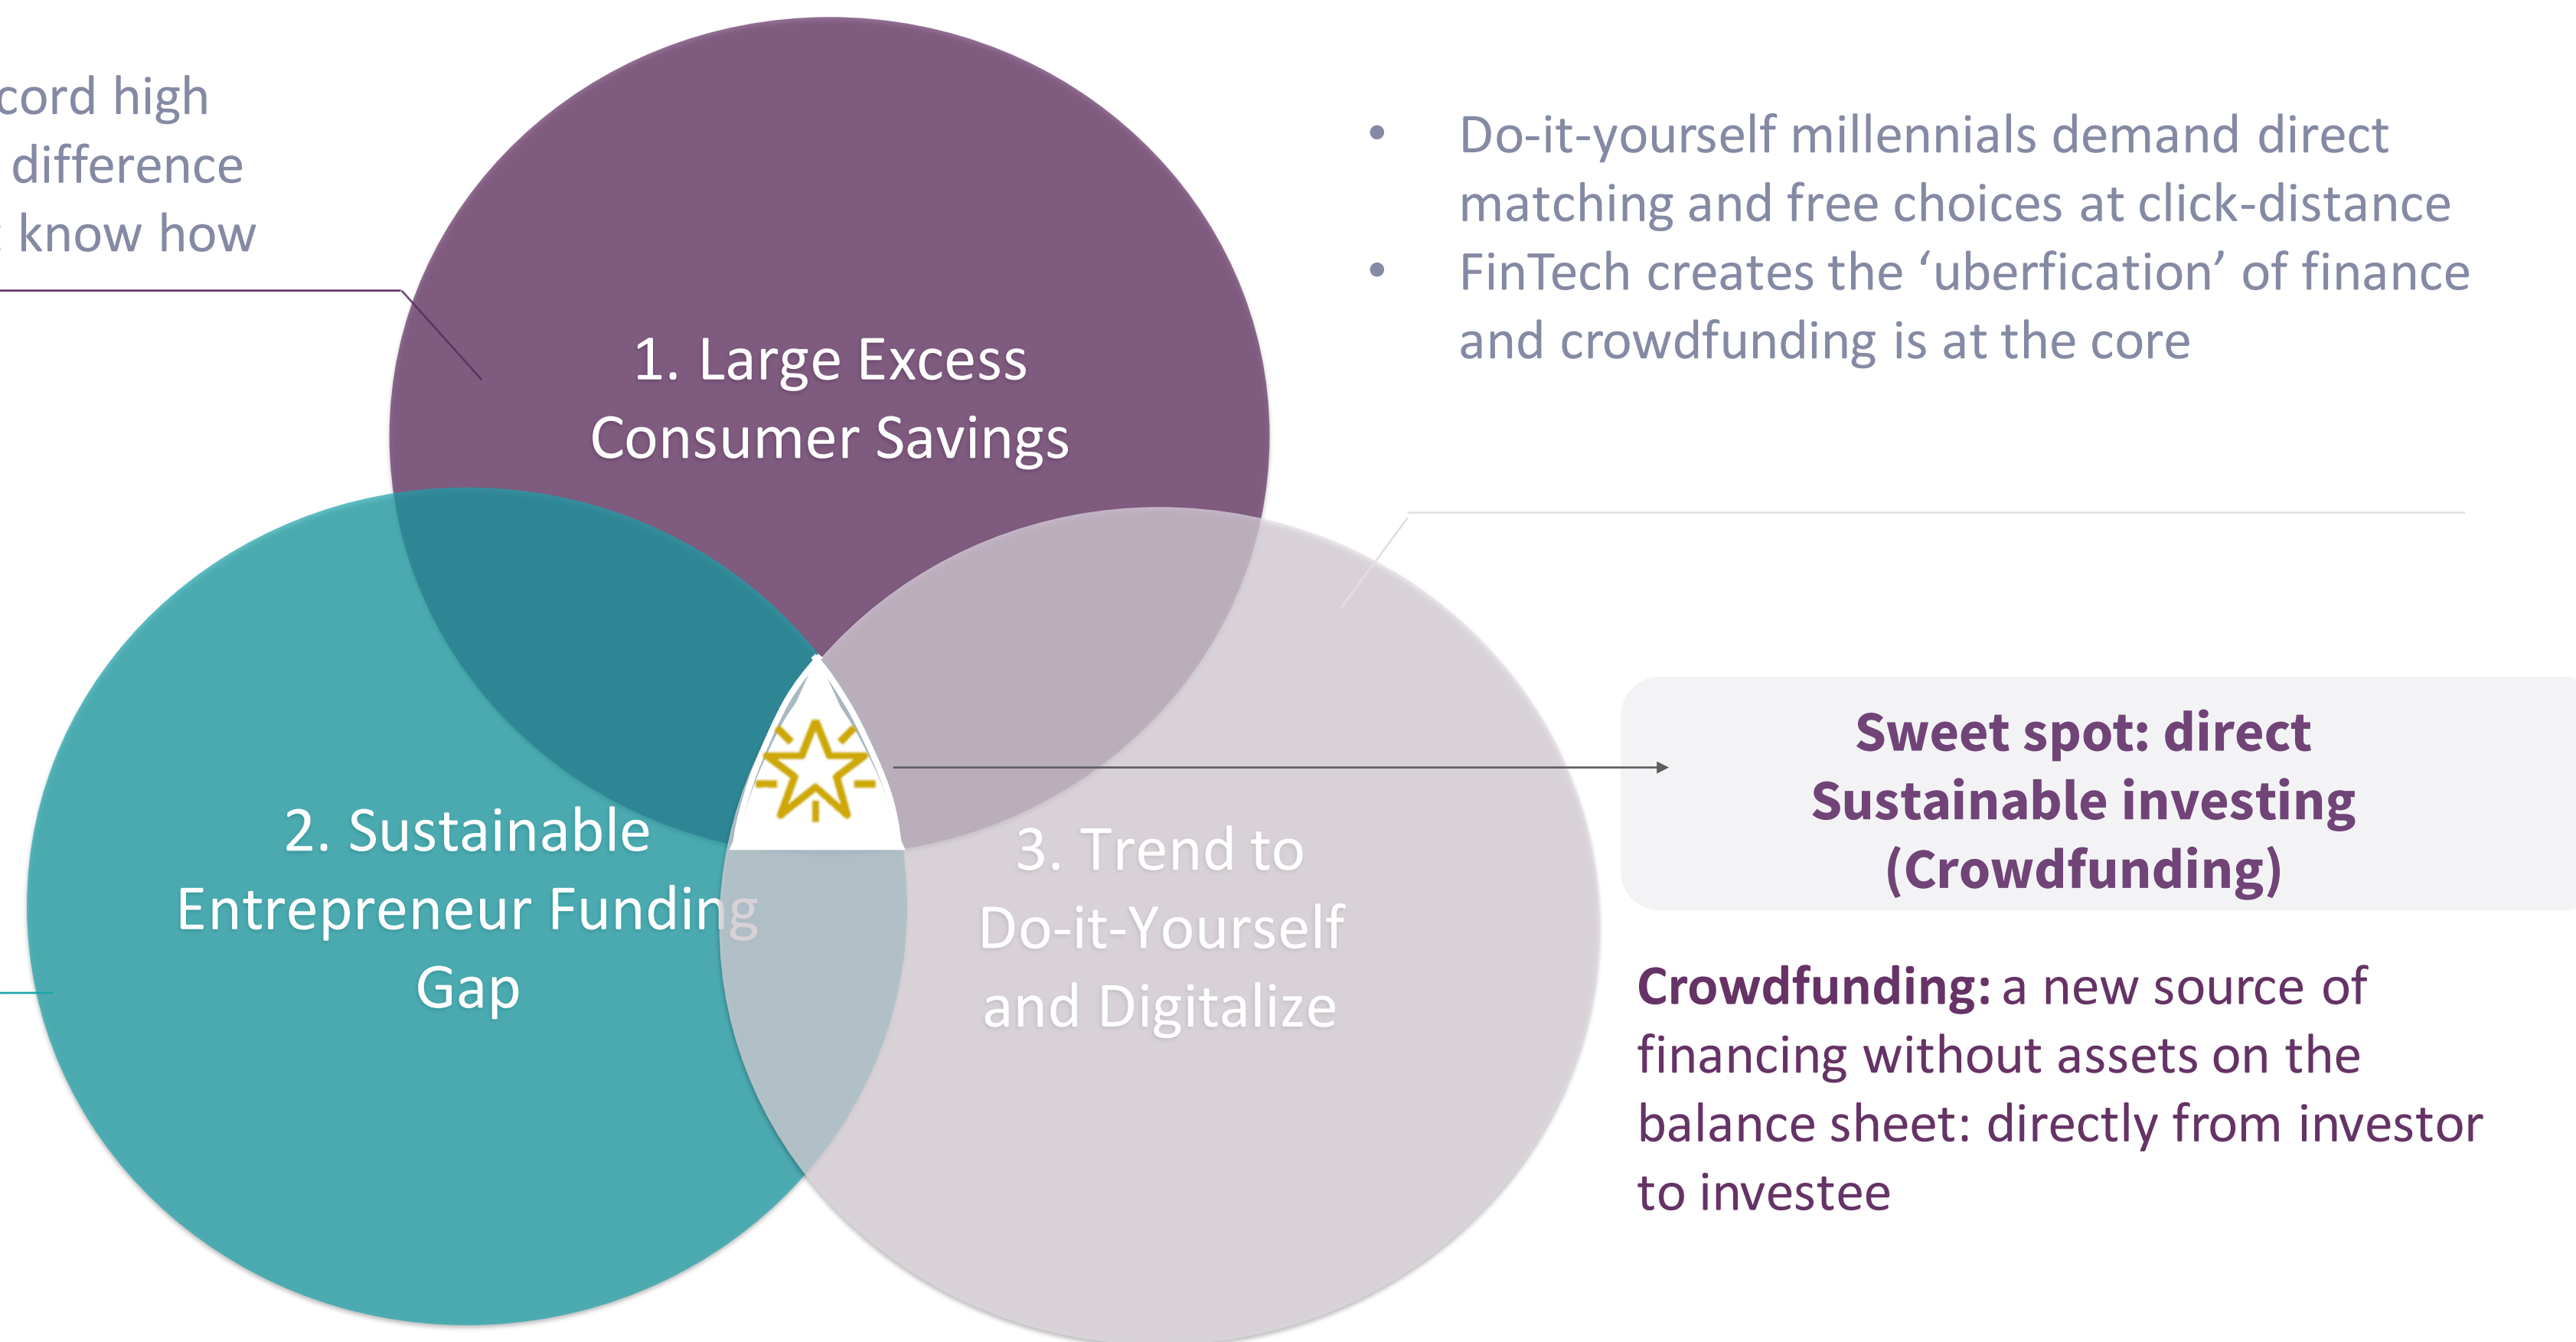 high
difference
know how
1. Large Excess
Consumer Savings
• Do-it-yourself millennials demand direct
matching and free choices at click-distance
• FinTech creates the ‘uberfication’ of finance
and crowdfunding is at the core
2. Sustainable
Entrepreneur Funding
Gap
3. Trend to
Do-it-Yourself
and Digitalize
Sweet spot: direct
Sustainable investing
(Crowdfunding)
Crowdfunding: a new source of
financing without assets on the
balance sheet: directly from investor
to investee